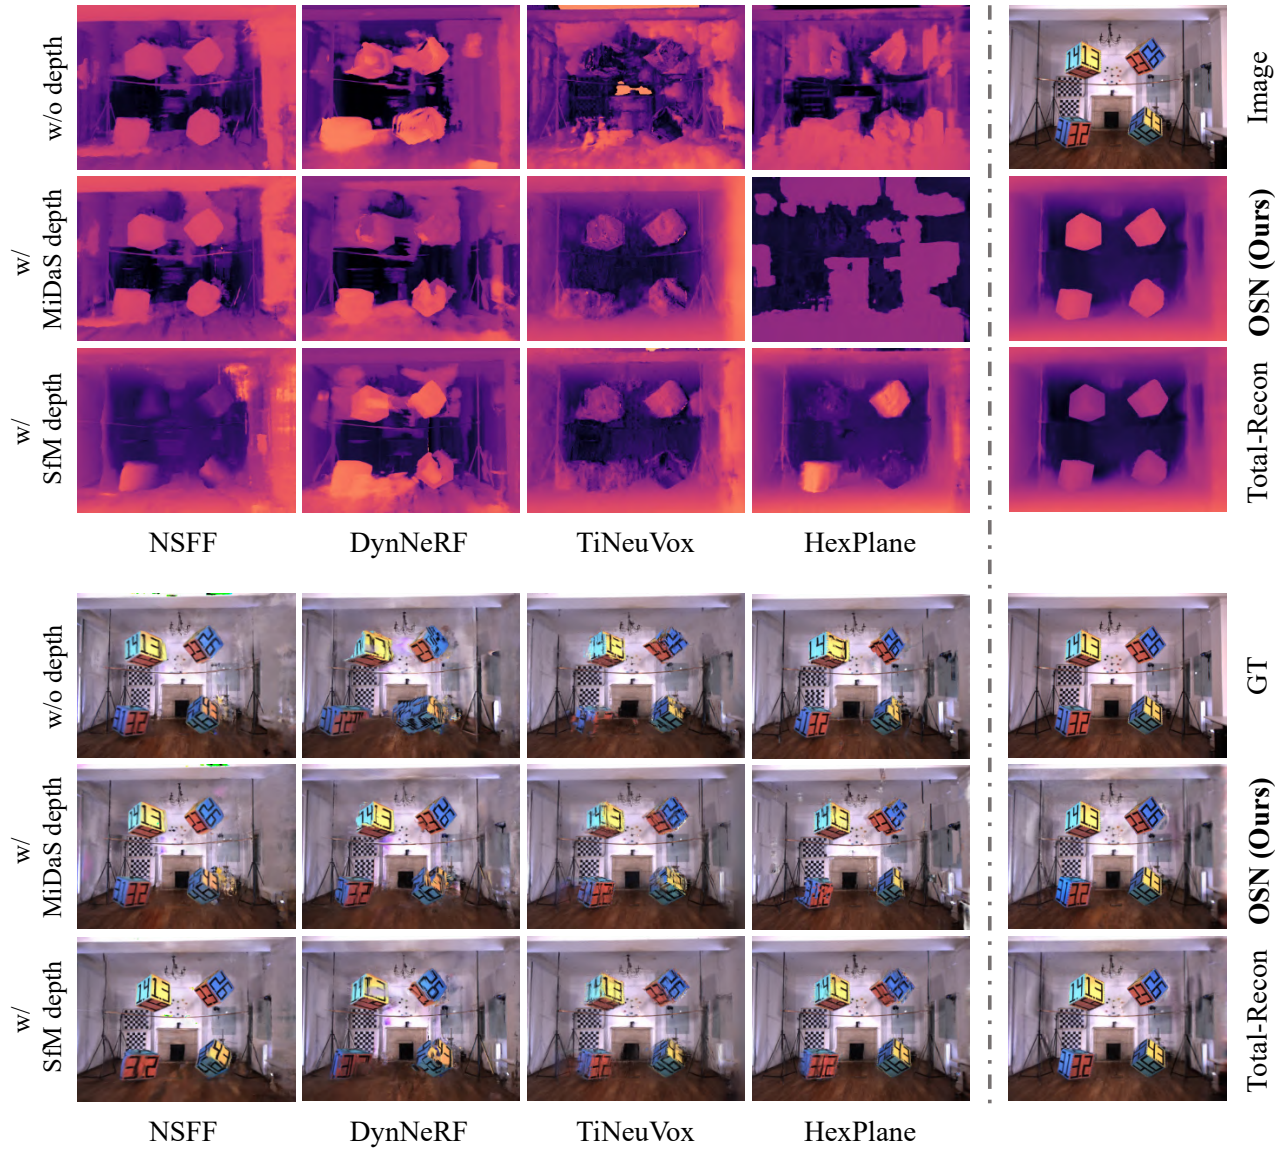 w/o depth
Image
w/
MiDaS depth
OSN (Ours)
w/
SfM depth
Total-Recon
NSFF
DynNeRF
TiNeuVox
HexPlane
w/o depth
GT
w/
MiDaS depth
OSN (Ours)
w/
SfM depth
Total-Recon
NSFF
DynNeRF
TiNeuVox
HexPlane